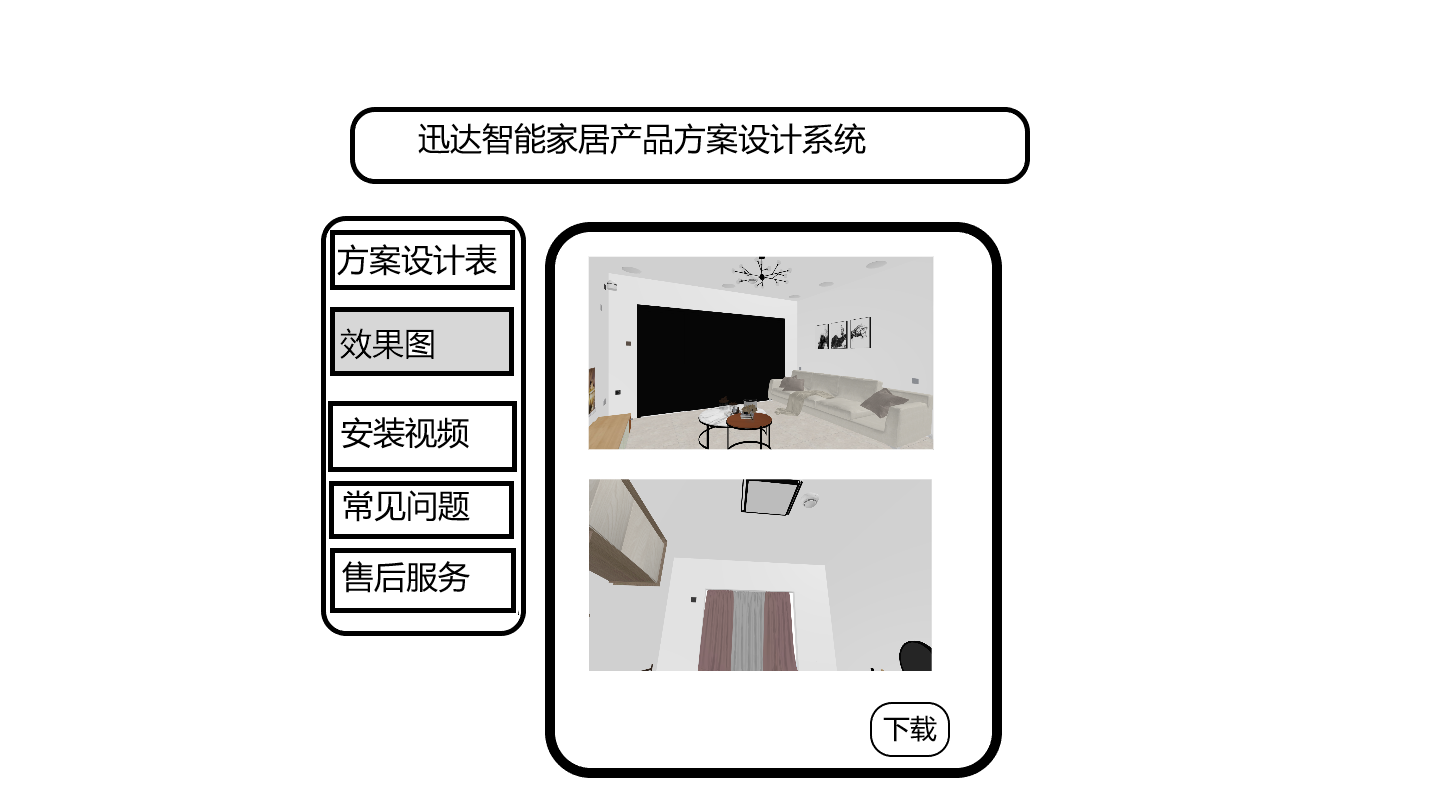 迅达智能家居产品方案设计系统
方案设计表
效果图
安装视频
常见问题
售后服务
下载